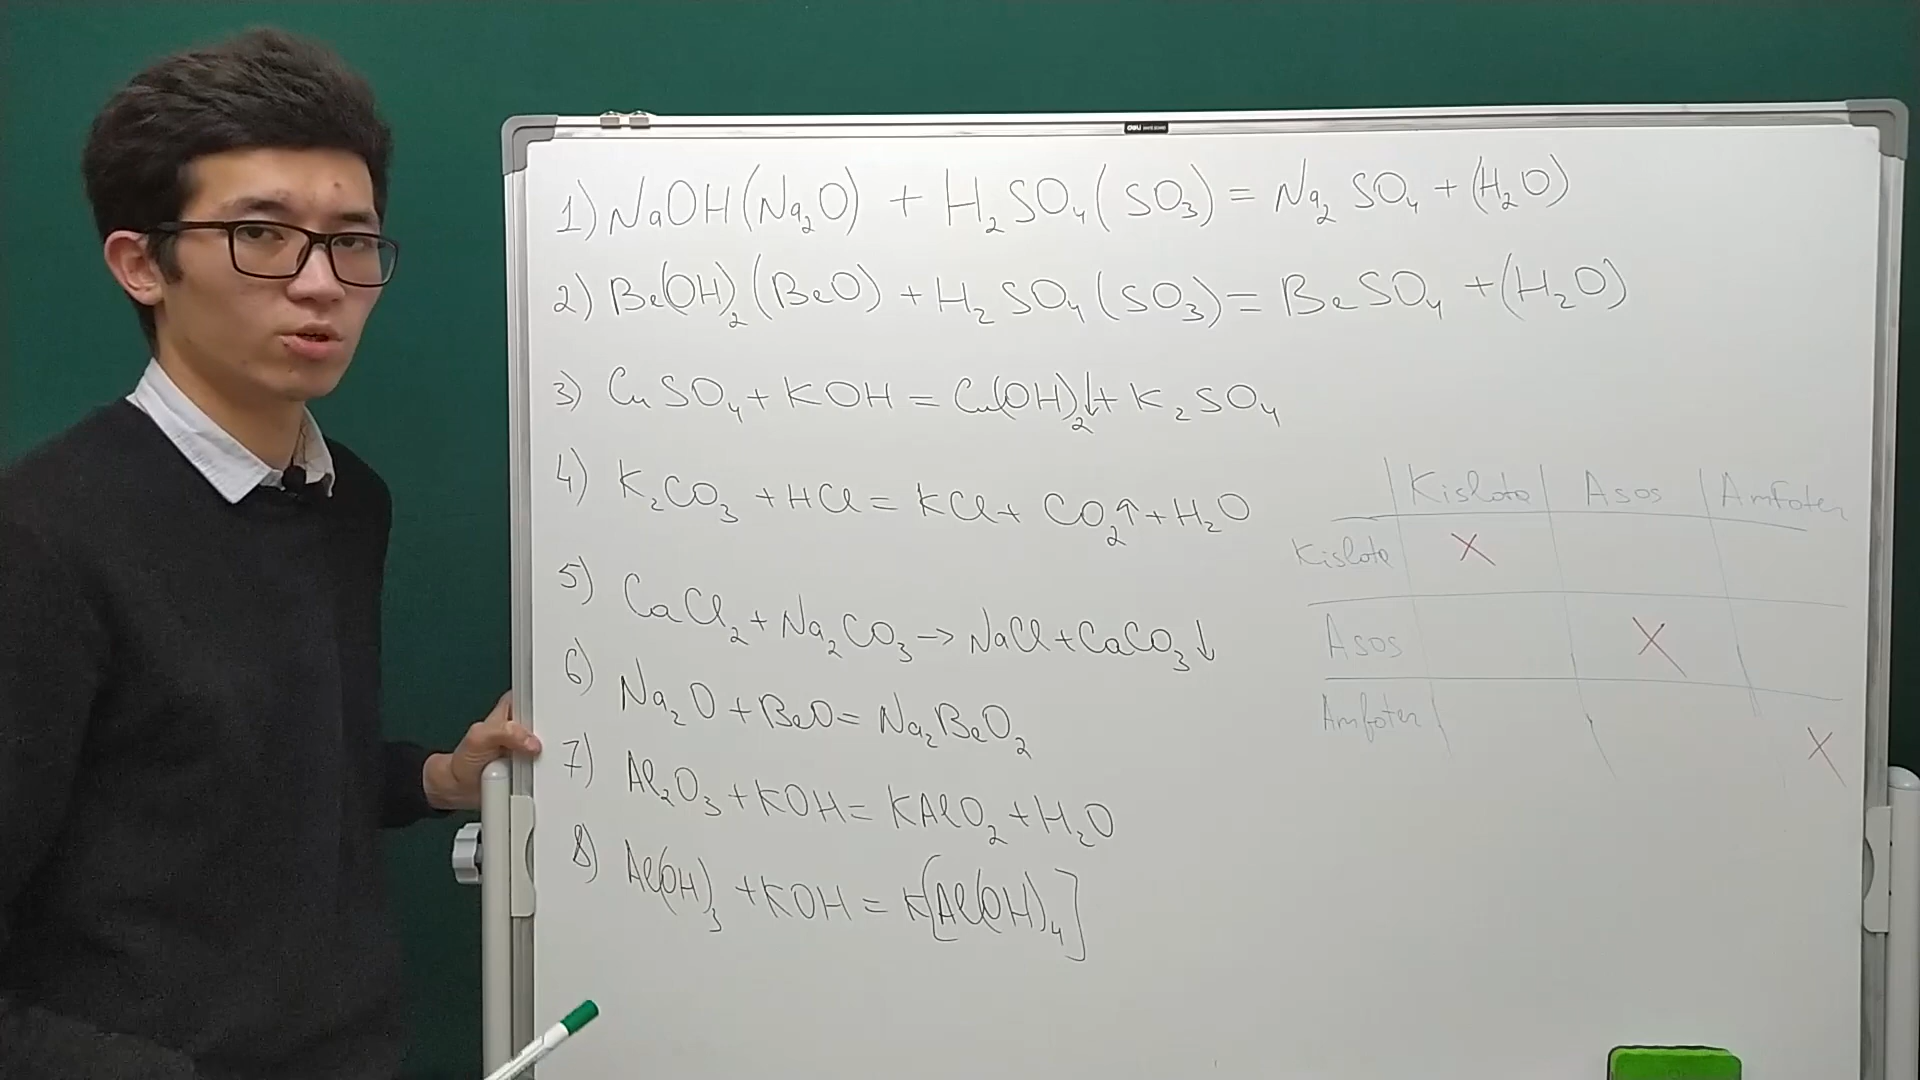 deli
1) NaOH (Na₂O) + H₂SO₄ (SO₃) = Na₂SO₄ + (H₂O)
2) Be(OH)₂ (BeO) + H₂SO₄ (SO₃) = BeSO₄ + (H₂O)
3) CuSO₄ + KOH = Cu(OH)₂↓ + K₂SO₄
4) K₂CO₃ + HCl = KCl + CO₂↑ + H₂O
5) CaCl₂ + Na₂CO₃ → NaCl + CaCO₃↓
6) Na₂O + BeO = Na₂BeO₂
7) Al₂O₃ + KOH = KAlO₂ + H₂O
8) Al(OH)₃ + KOH = K[Al(OH)₄]
Kislota Asos Amfoter
Kislota X
Asos X
Amfoter X